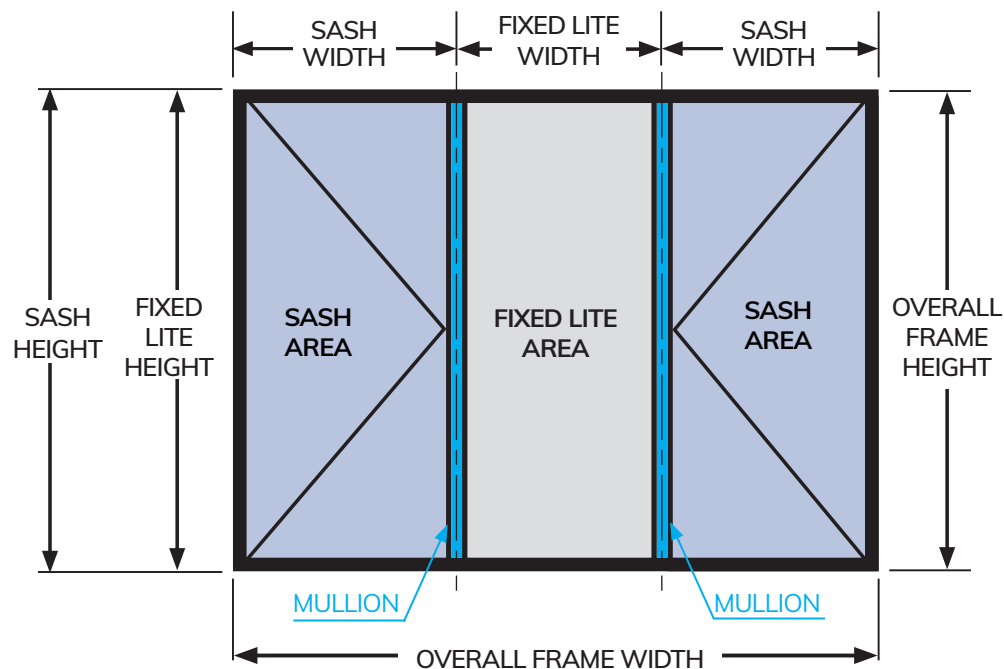 SASH
WIDTH
FIXED LITE
WIDTH
SASH
WIDTH
SASH
HEIGHT
FIXED
LITE
HEIGHT
SASH
AREA
FIXED LITE
AREA
SASH
AREA
OVERALL
FRAME
HEIGHT
MULLION
MULLION
OVERALL FRAME WIDTH